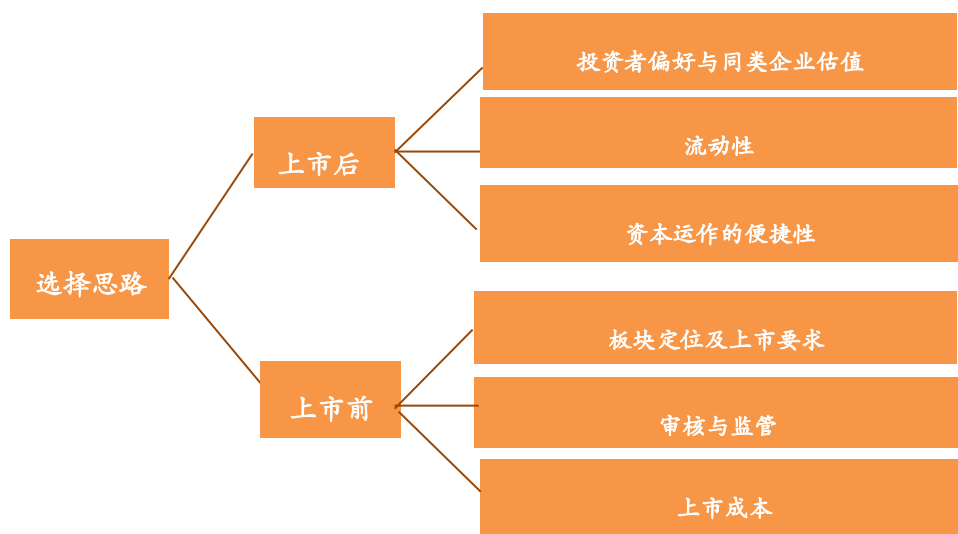 选择思路
上市后
投资者偏好与同类企业估值
流动性
资本运作的便捷性
上市前
板块定位及上市要求
审核与监管
上市成本